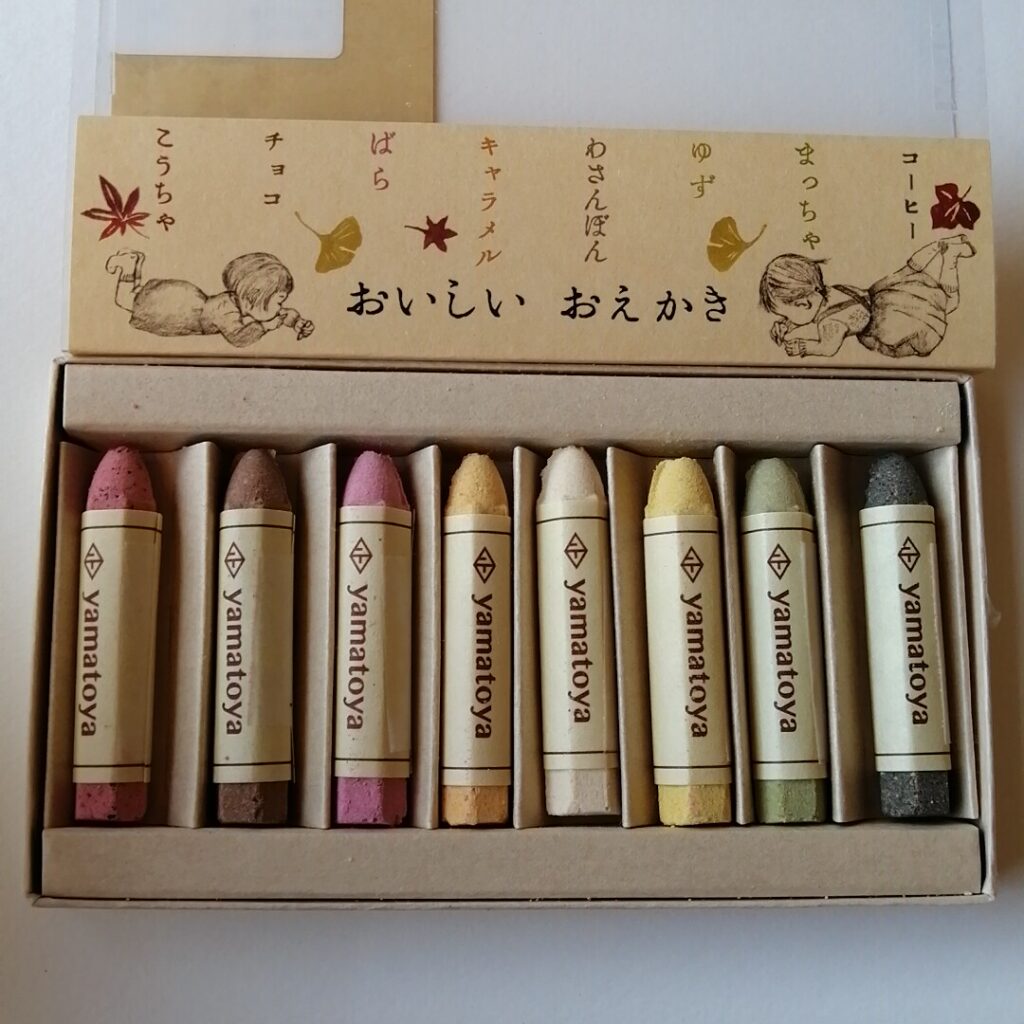 こうちゃ
チョコ
ばら
キャラメル
わさんぼん
ゆず
まっちゃ
コーヒー
おいしい おえかき
yamatoya
yamatoya
yamatoya
yamatoya
yamatoya
yamatoya
yamatoya
yamatoya